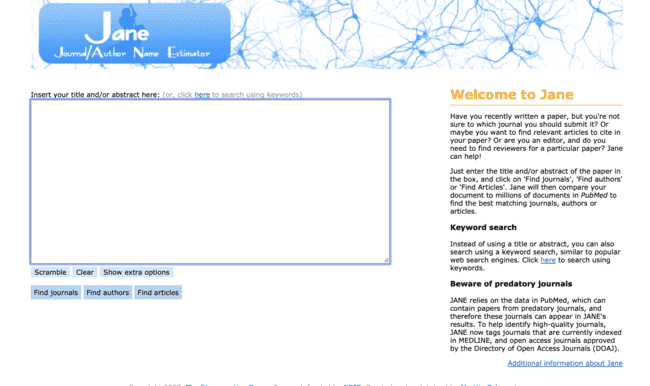 Jane
Journal/Author Name Estimator
Insert your title and/or abstract here: (or, click here to search using keywords)
Scramble Clear Show extra options
Find journals Find authors Find articles
Welcome to Jane
Have you recently written a paper, but you're not
sure to which journal you should submit it? Or
maybe you want to find relevant articles to cite in
your paper? Or are you an editor, and do you
need to find reviewers for a particular paper? Jane
can help!
Just enter the title and/or abstract of the paper in
the box, and click on 'Find journals', 'Find authors'
or 'Find Articles'. Jane will then compare your
document to millions of documents in PubMed to
find the best matching journals, authors or
articles.
Keyword search
Instead of using a title or abstract, you can also
search using a keyword search, similar to popular
web search engines. Click here to search using
keywords.
Beware of predatory journals
JANE relies on the data in PubMed, which can
contain papers from predatory journals, and
therefore these journals can appear in JANE's
results. To help identify high-quality journals,
JANE now tags journals that are currently indexed
in MEDLINE, and open access journals approved
by the Directory of Open Access Journals (DOAJ).
Additional information about Jane